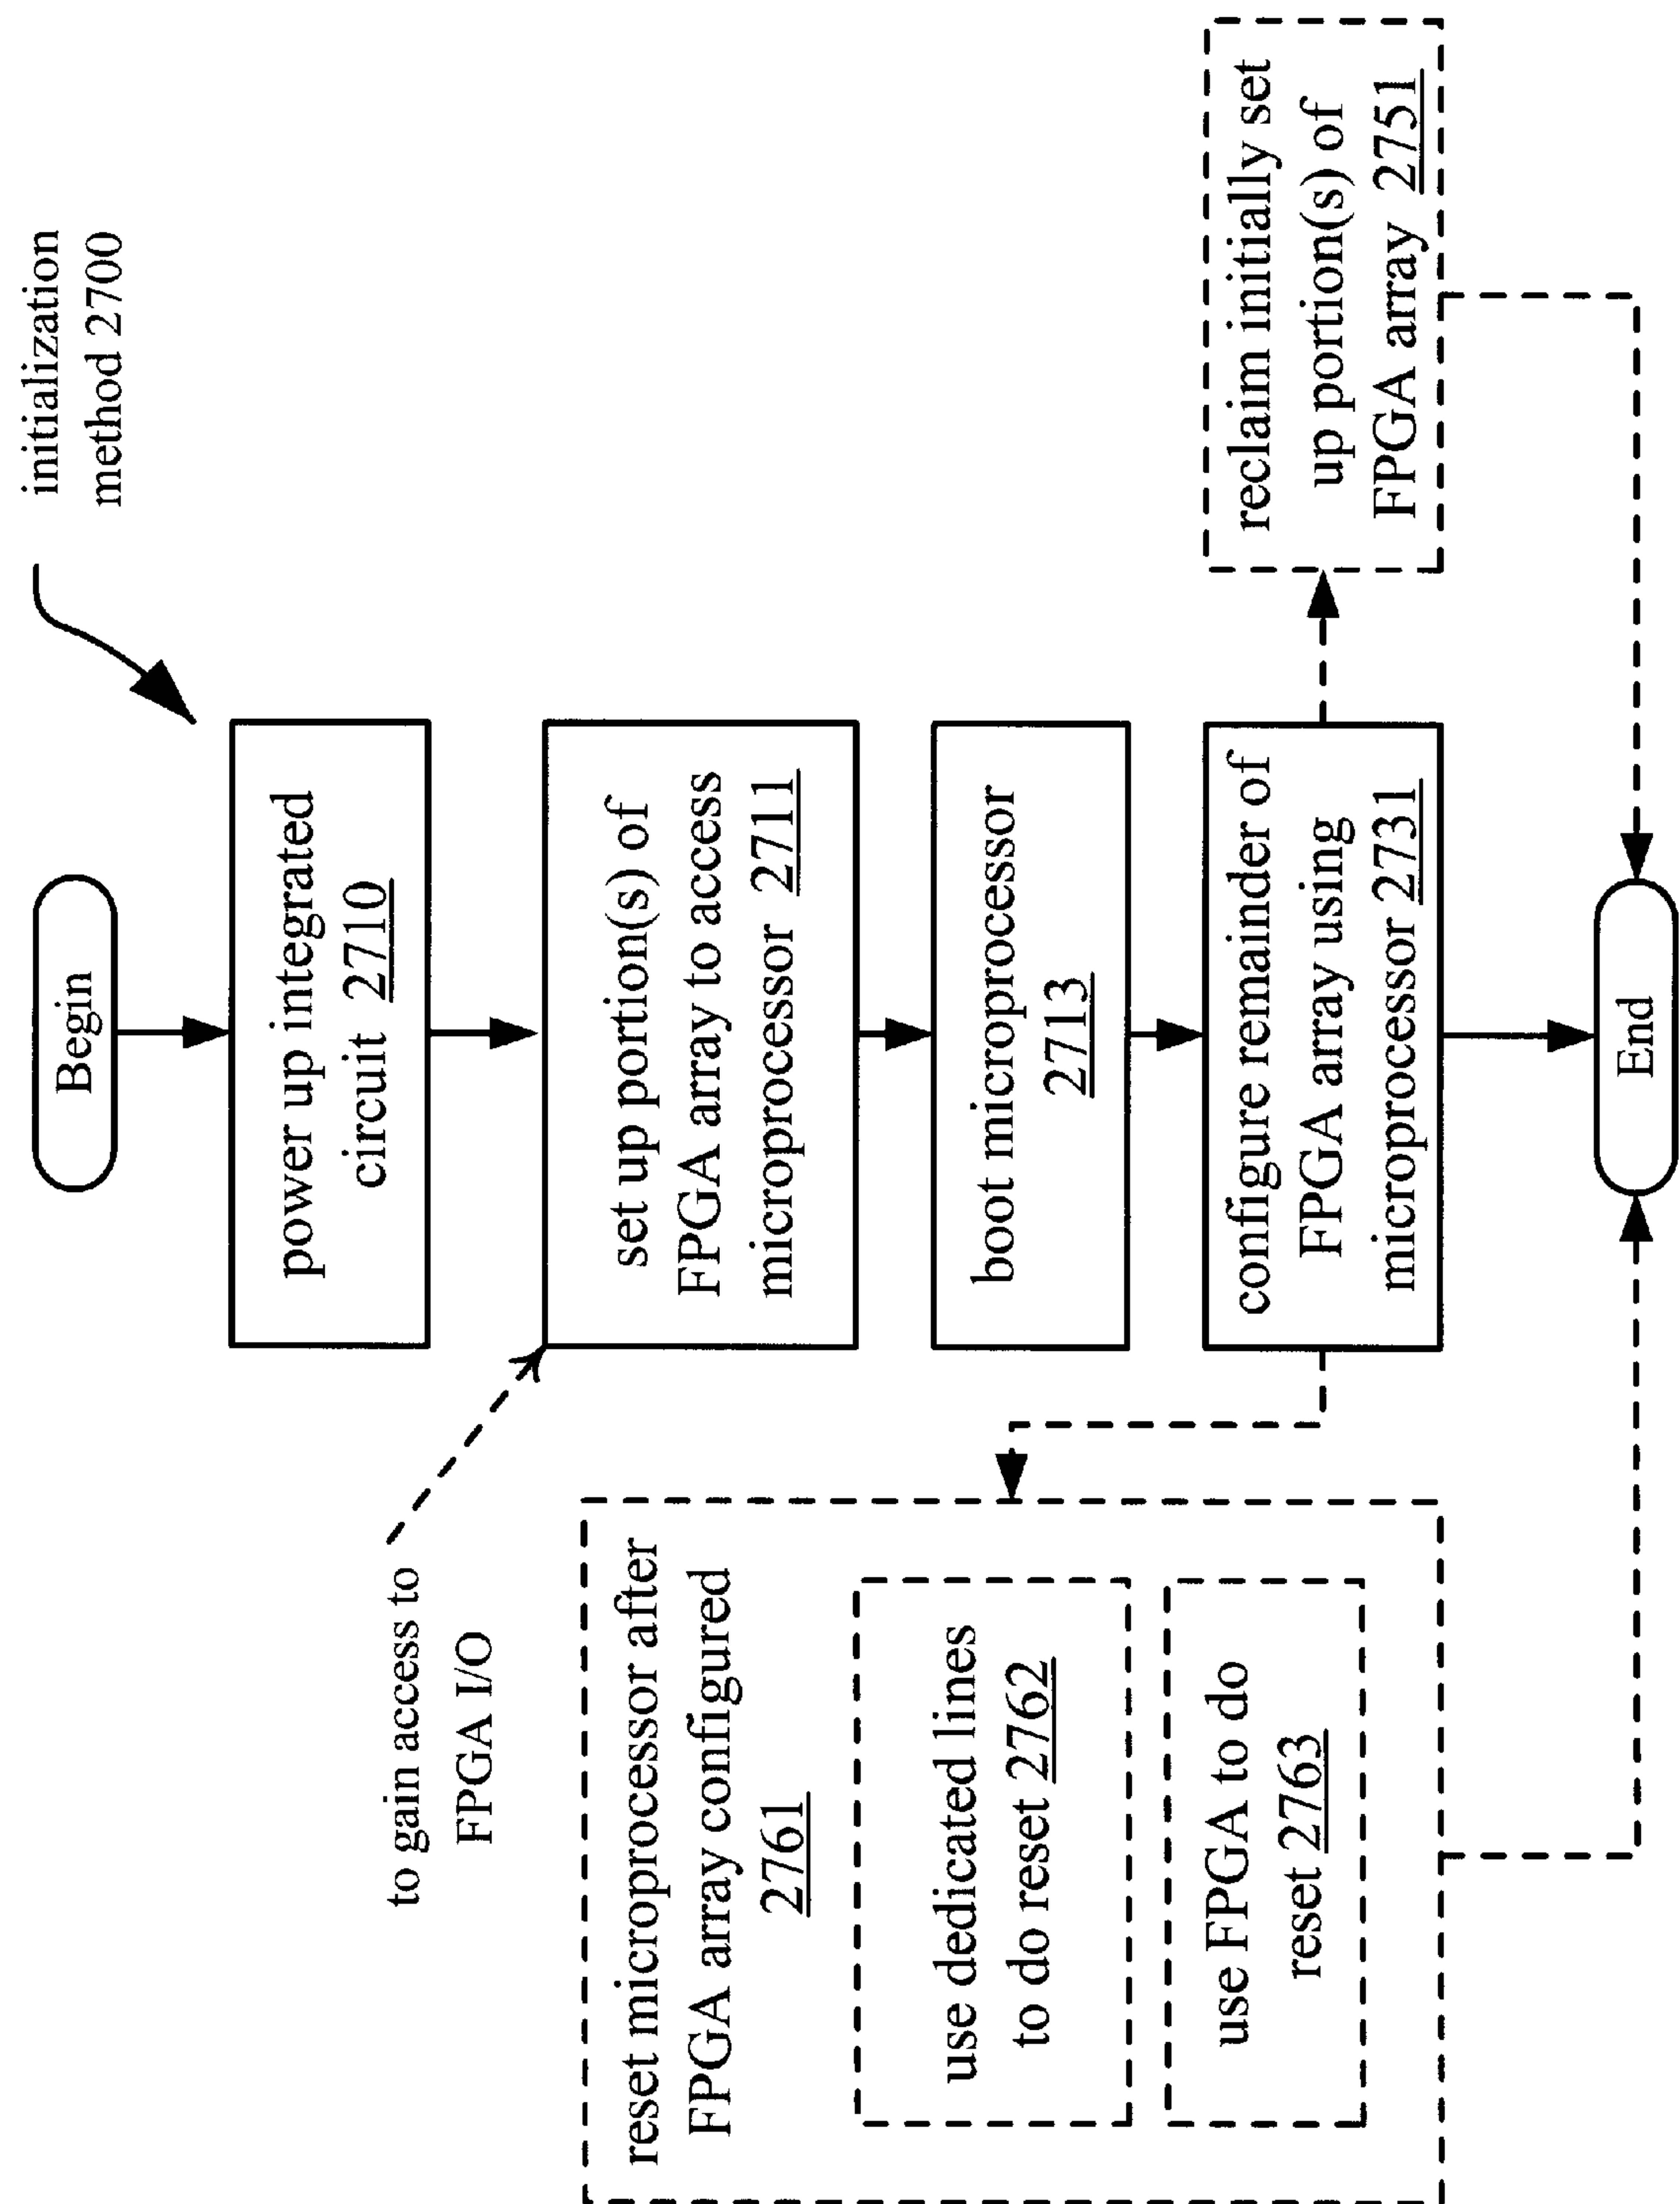 initialization
method 2700
Begin
power up integrated
circuit 2710
to gain access to
FPGA I/O
set up portion(s) of
FPGA array to access
microprocessor 2711
boot microprocessor
2713
configure remainder of
FPGA array using
microprocessor 2731
reclaim initially set
up portion(s) of
FPGA array 2751
reset microprocessor after
FPGA array configured
2761
use dedicated lines
to do reset 2762
use FPGA to do
reset 2763
End